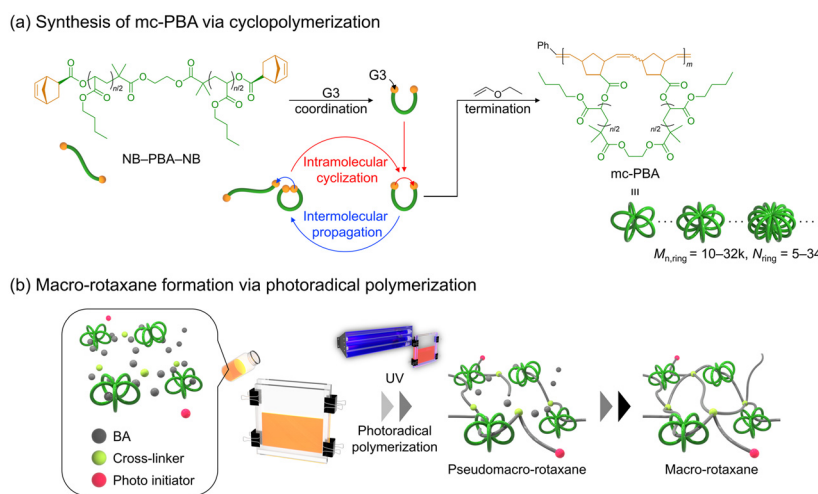 (a) Synthesis of mc-PBA via cyclopolymerization
O
O
n/2
O
O
O
O
O
O
n/2
O
O
O
O
NB–PBA–NB
G3
coordination
G3
Intramolecular
cyclization
Intermolecular
propagation
O
termination
Ph
m
O
O
O
O
O
O
O
O
n/2
n/2
O
O
O
O
mc-PBA
≡
M n,ring = 10–32k, N ring = 5–34
(b) Macro-rotaxane formation via photoradical polymerization
BA
Cross-linker
Photo initiator
UV
Photoradical
polymerization
Pseudomacro-rotaxane
Macro-rotaxane